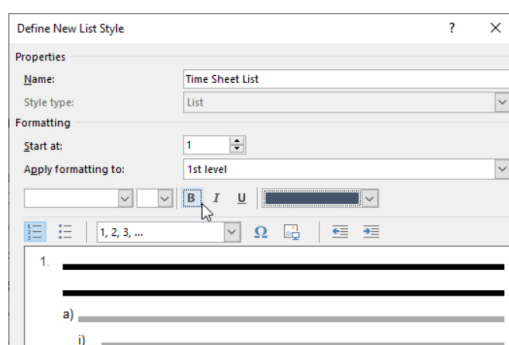 Define New List Style ? ×
Properties
Name: Time Sheet List
Style type: List
Formatting
Start at: 1
Apply formatting to: 1st level
B I U
1, 2, 3, ... Ω
1.
a)
i)